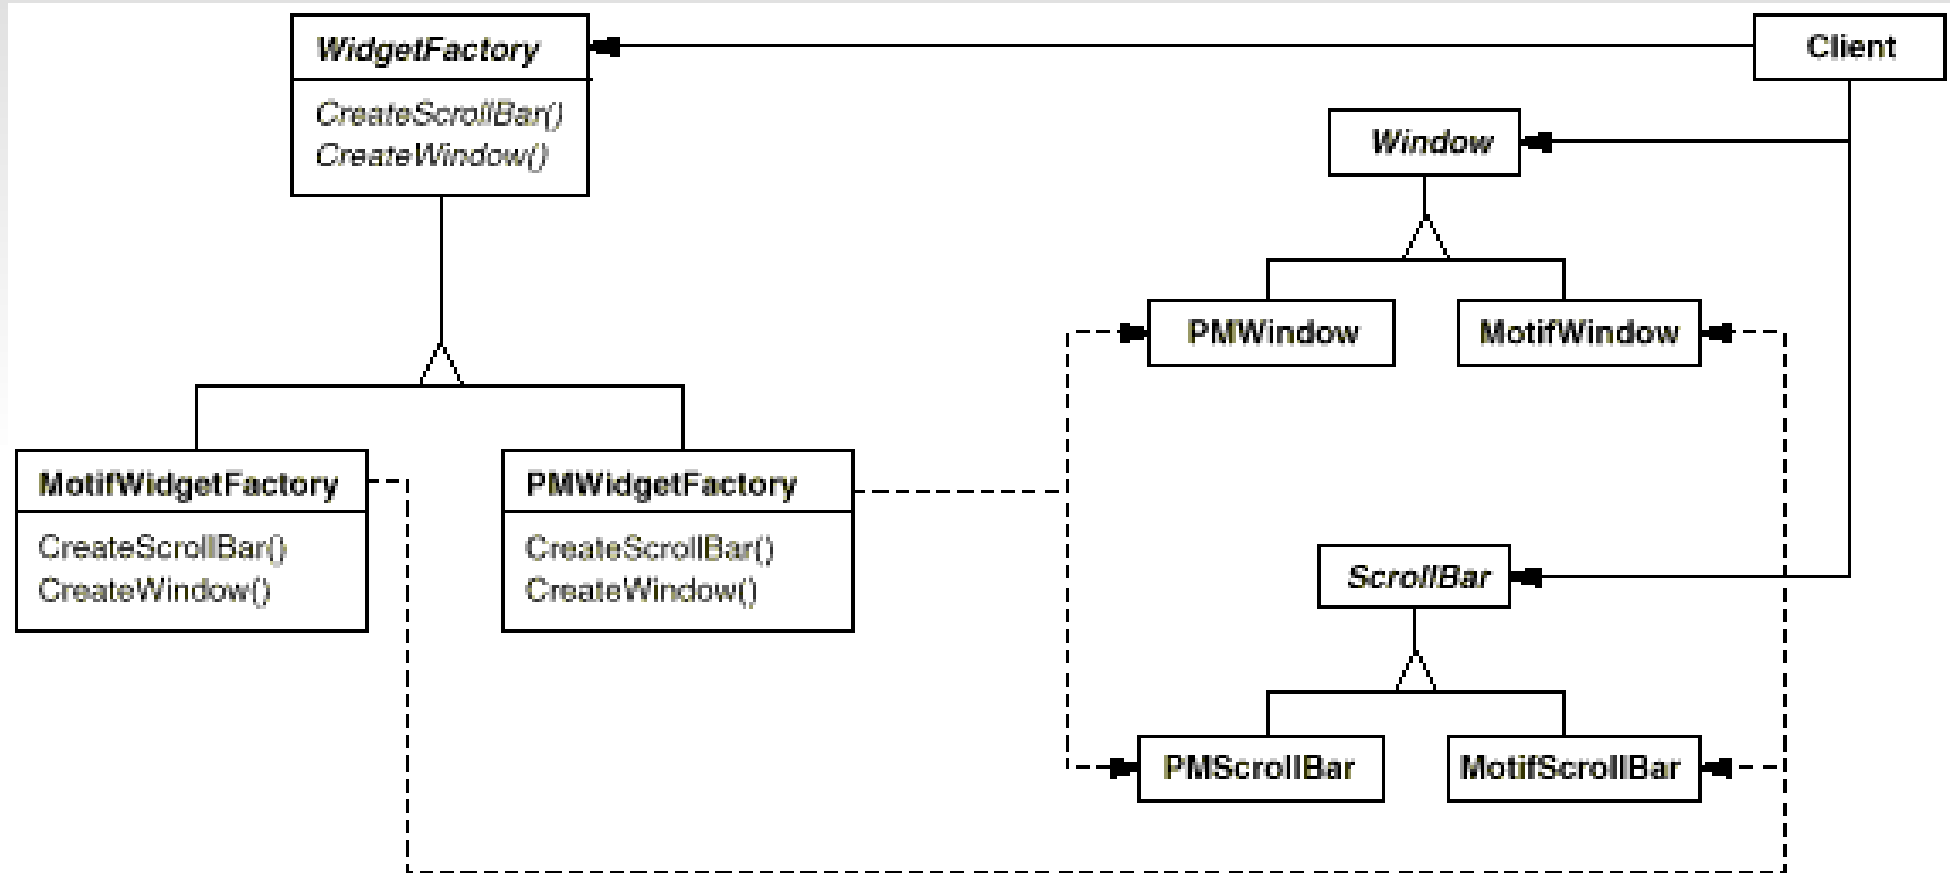 WidgetFactory
CreateScrollBar()
CreateWindow()
Client
Window
PMWindow
MotifWindow
MotifWidgetFactory
CreateScrollBar()
CreateWindow()
PMWidgetFactory
CreateScrollBar()
CreateWindow()
ScrollBar
PMScrollBar
MotifScrollBar